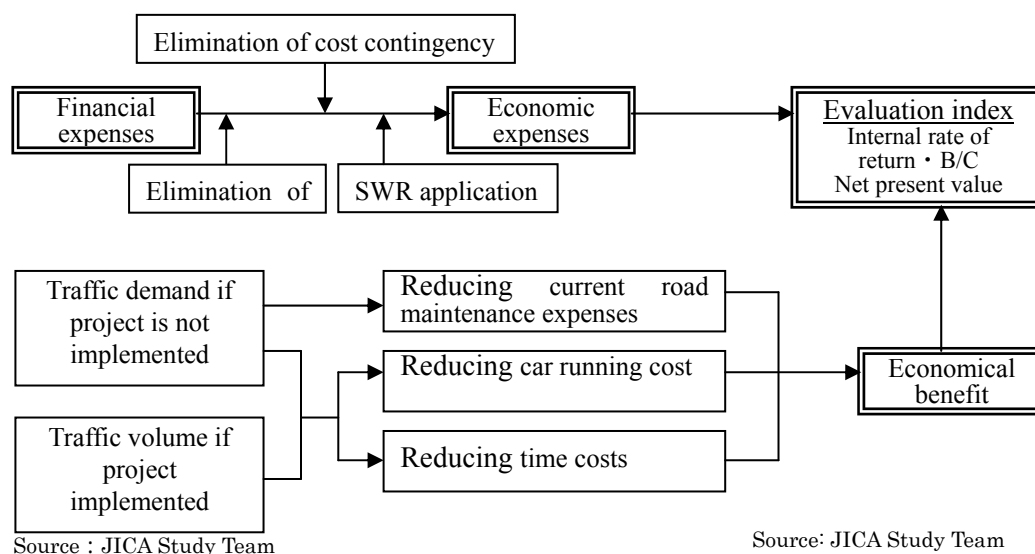 Elimination of cost contingency
Financial
expenses
Economic
expenses
Evaluation index
Internal rate of
return・B/C
Net present value
Elimination of
SWR application
Traffic demand if
project is not
implemented
Reducing current road
maintenance expenses
Reducing car running cost
Economical
benefit
Traffic volume if
project
implemented
Reducing time costs
Source：JICA Study Team
Source: JICA Study Team